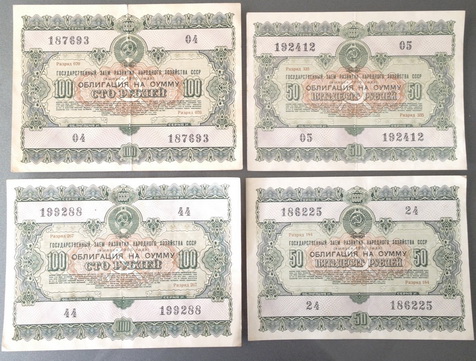 187693 04
ГОСУДАРСТВЕННЫЙ ЗАЕМ РАЗВИТИЯ НАРОДНОГО ХОЗЯЙСТВА СССР
100 ОБЛИГАЦИЯ НА СУММУ 100
СТО РУБЛЕЙ
04 187693
100
192412 05
ГОСУДАРСТВЕННЫЙ ЗАЕМ РАЗВИТИЯ НАРОДНОГО ХОЗЯЙСТВА СССР
50 ОБЛИГАЦИЯ НА СУММУ 50
ПЯТЬДЕСЯТ РУБЛЕЙ
05 192412
50
199288 44
ГОСУДАРСТВЕННЫЙ ЗАЕМ РАЗВИТИЯ НАРОДНОГО ХОЗЯЙСТВА СССР
100 ОБЛИГАЦИЯ НА СУММУ 100
СТО РУБЛЕЙ
44 199288
100
186225 24
ГОСУДАРСТВЕННЫЙ ЗАЕМ РАЗВИТИЯ НАРОДНОГО ХОЗЯЙСТВА СССР
50 ОБЛИГАЦИЯ НА СУММУ 50
ПЯТЬДЕСЯТ РУБЛЕЙ
24 186225
50